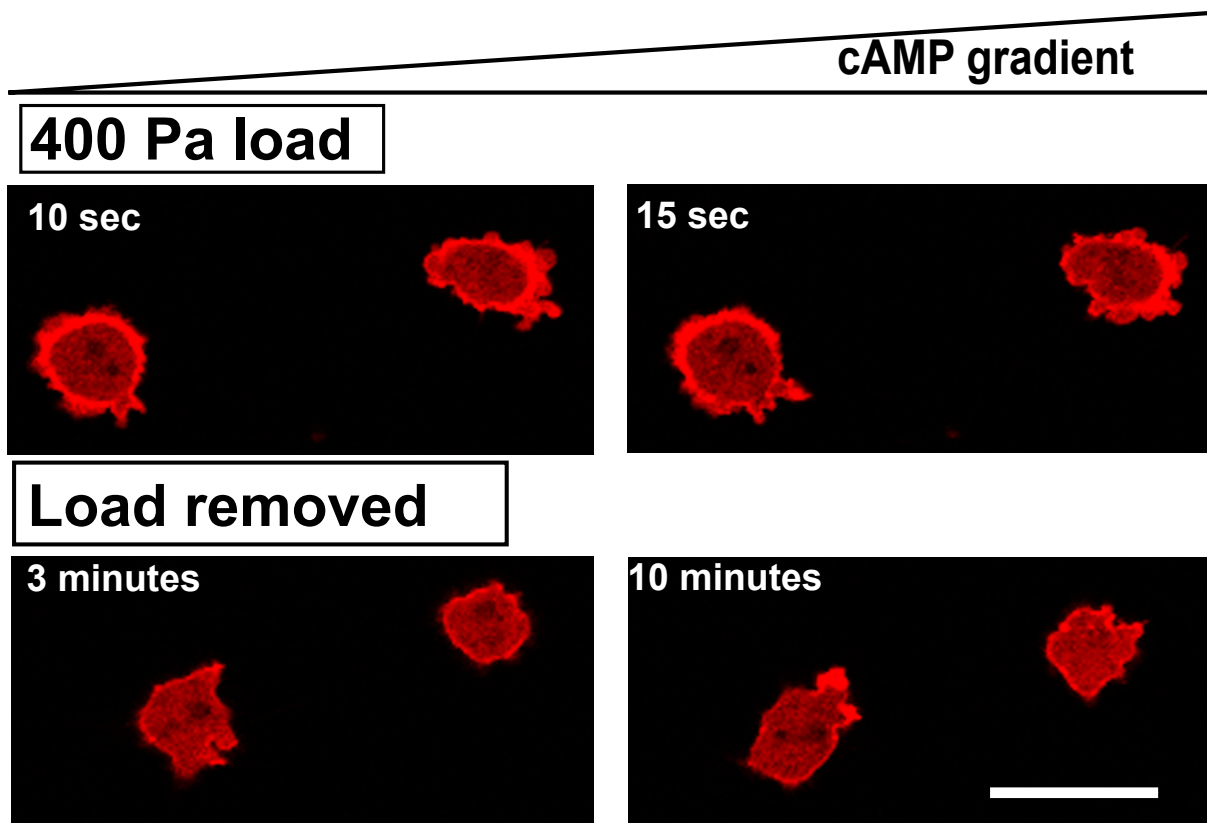 cAMP gradient
400 Pa load
10 sec
15 sec
Load removed
3 minutes
10 minutes